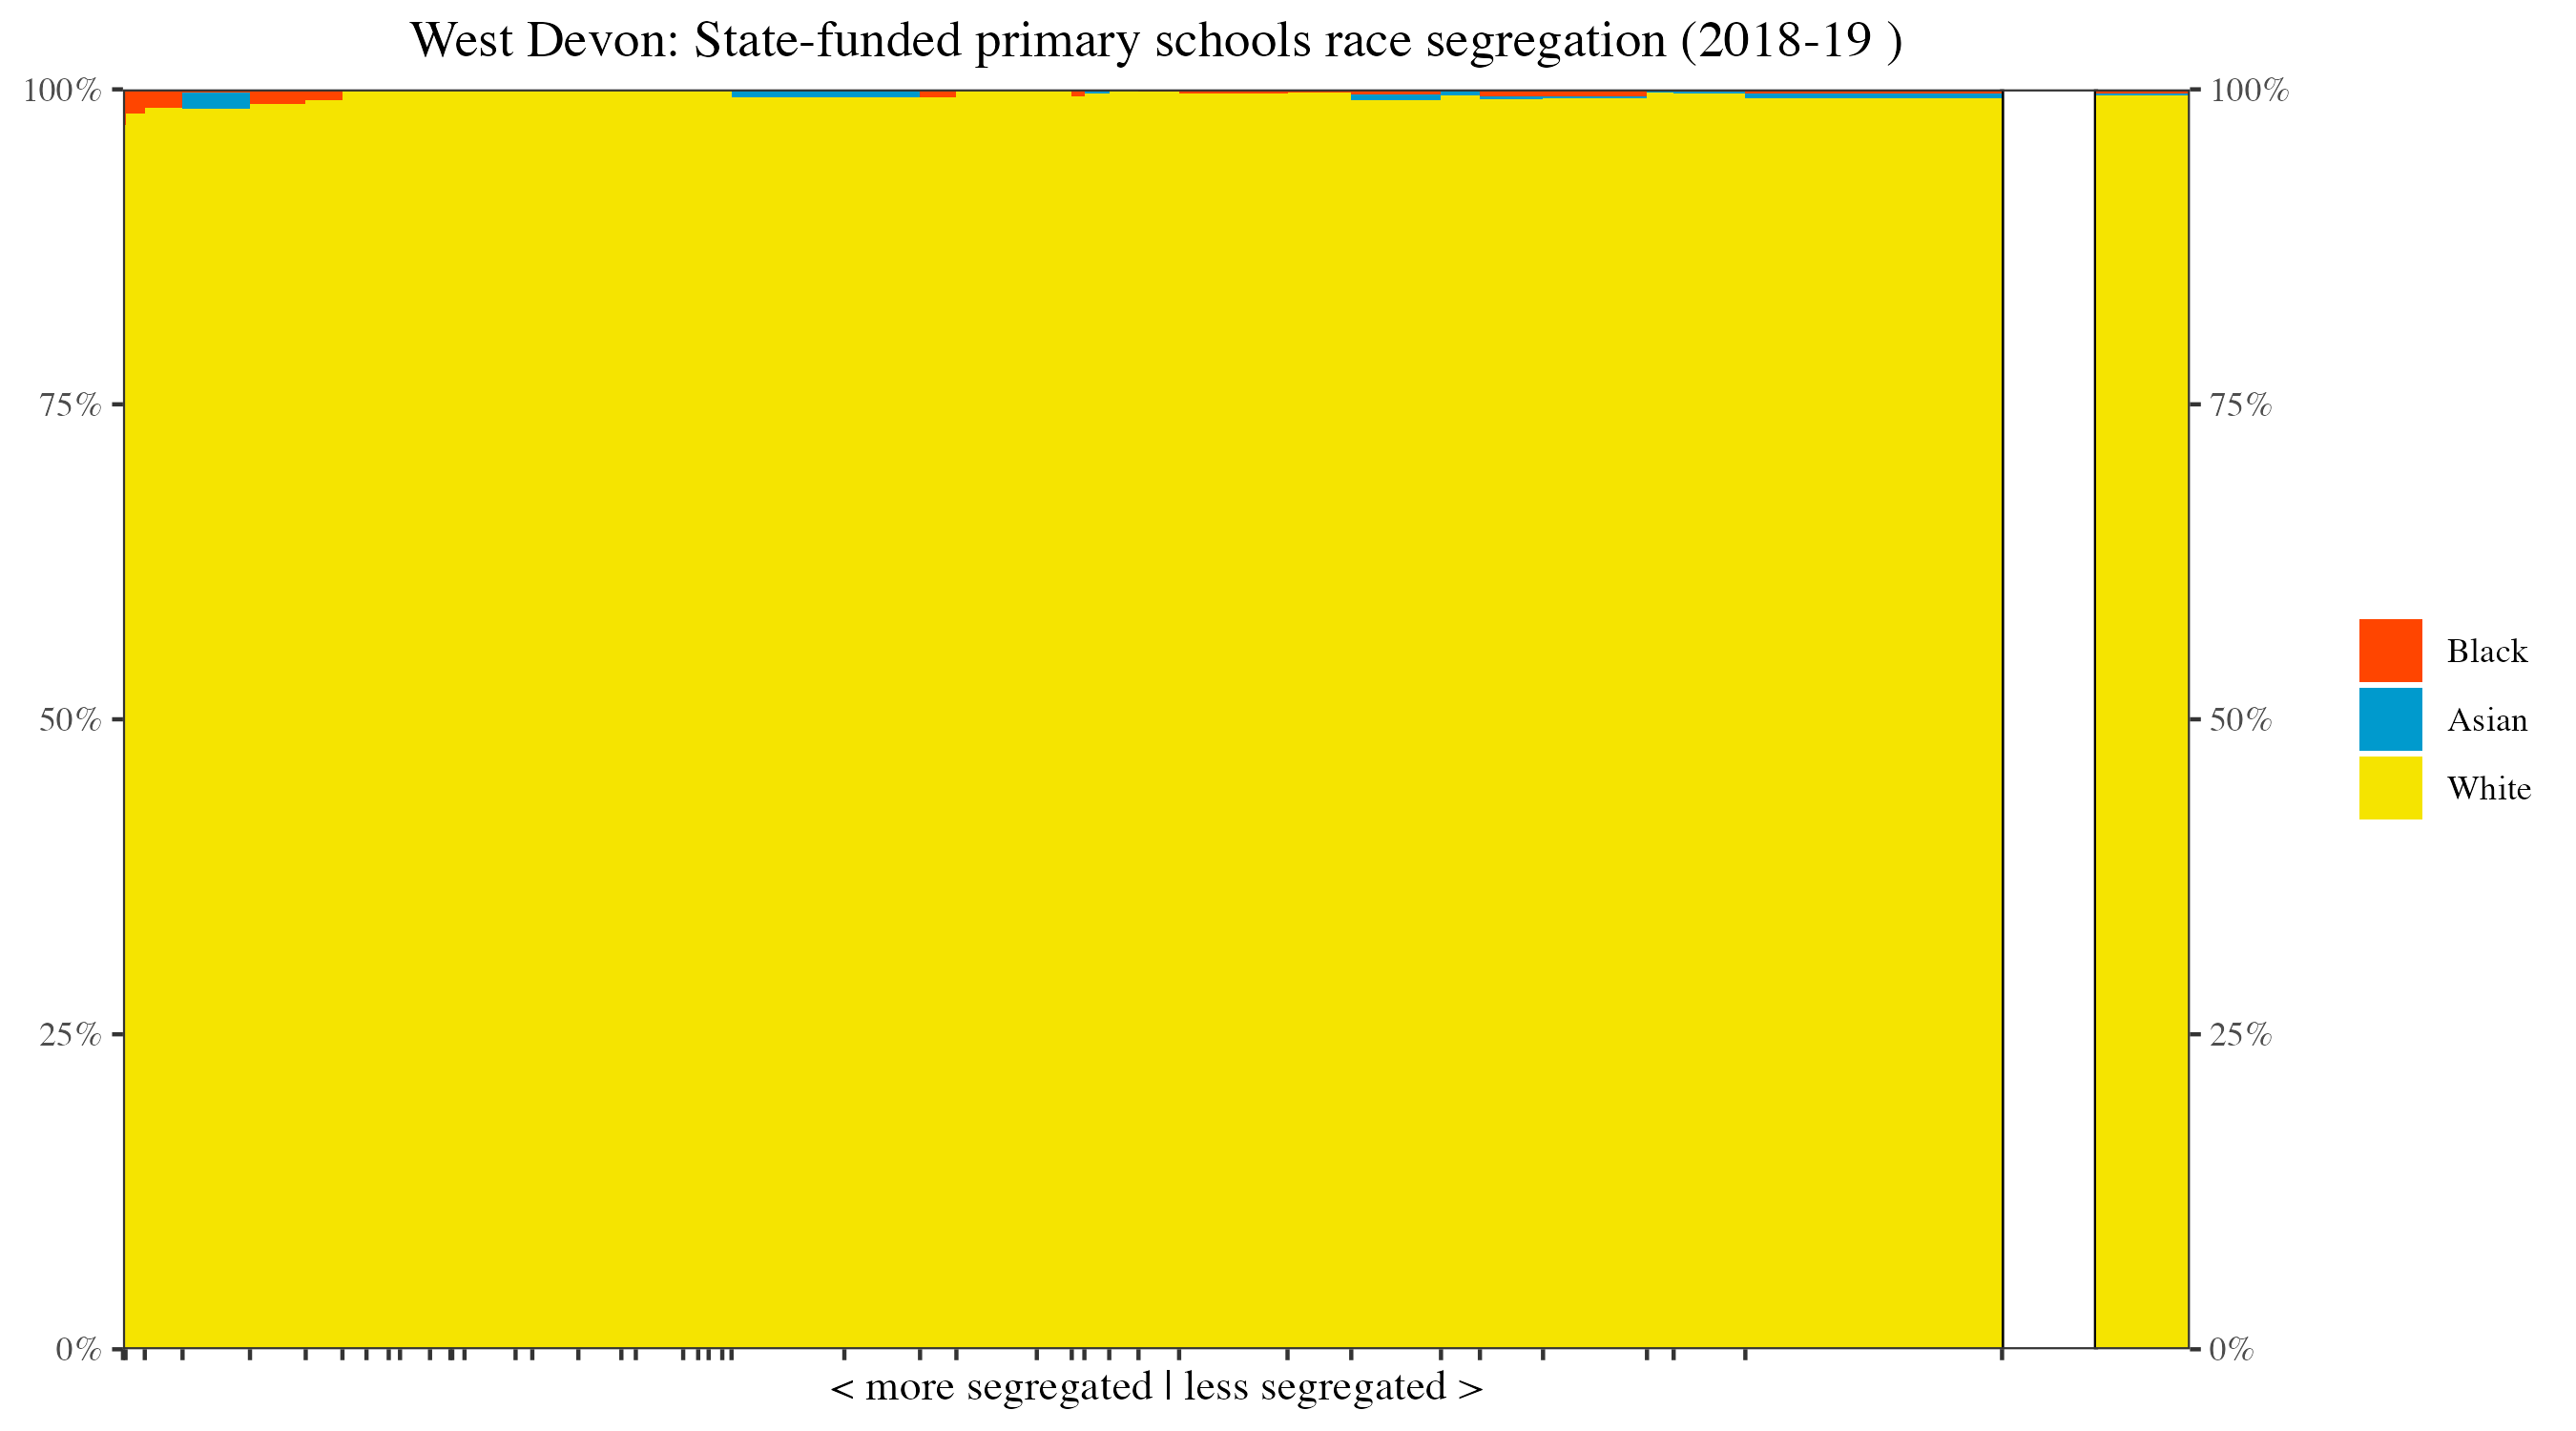 West Devon: State-funded primary schools race segregation (2018-19 )
100%
75%
50%
25%
0%
100%
75%
50%
25%
0%
Black
Asian
White
< more segregated | less segregated >